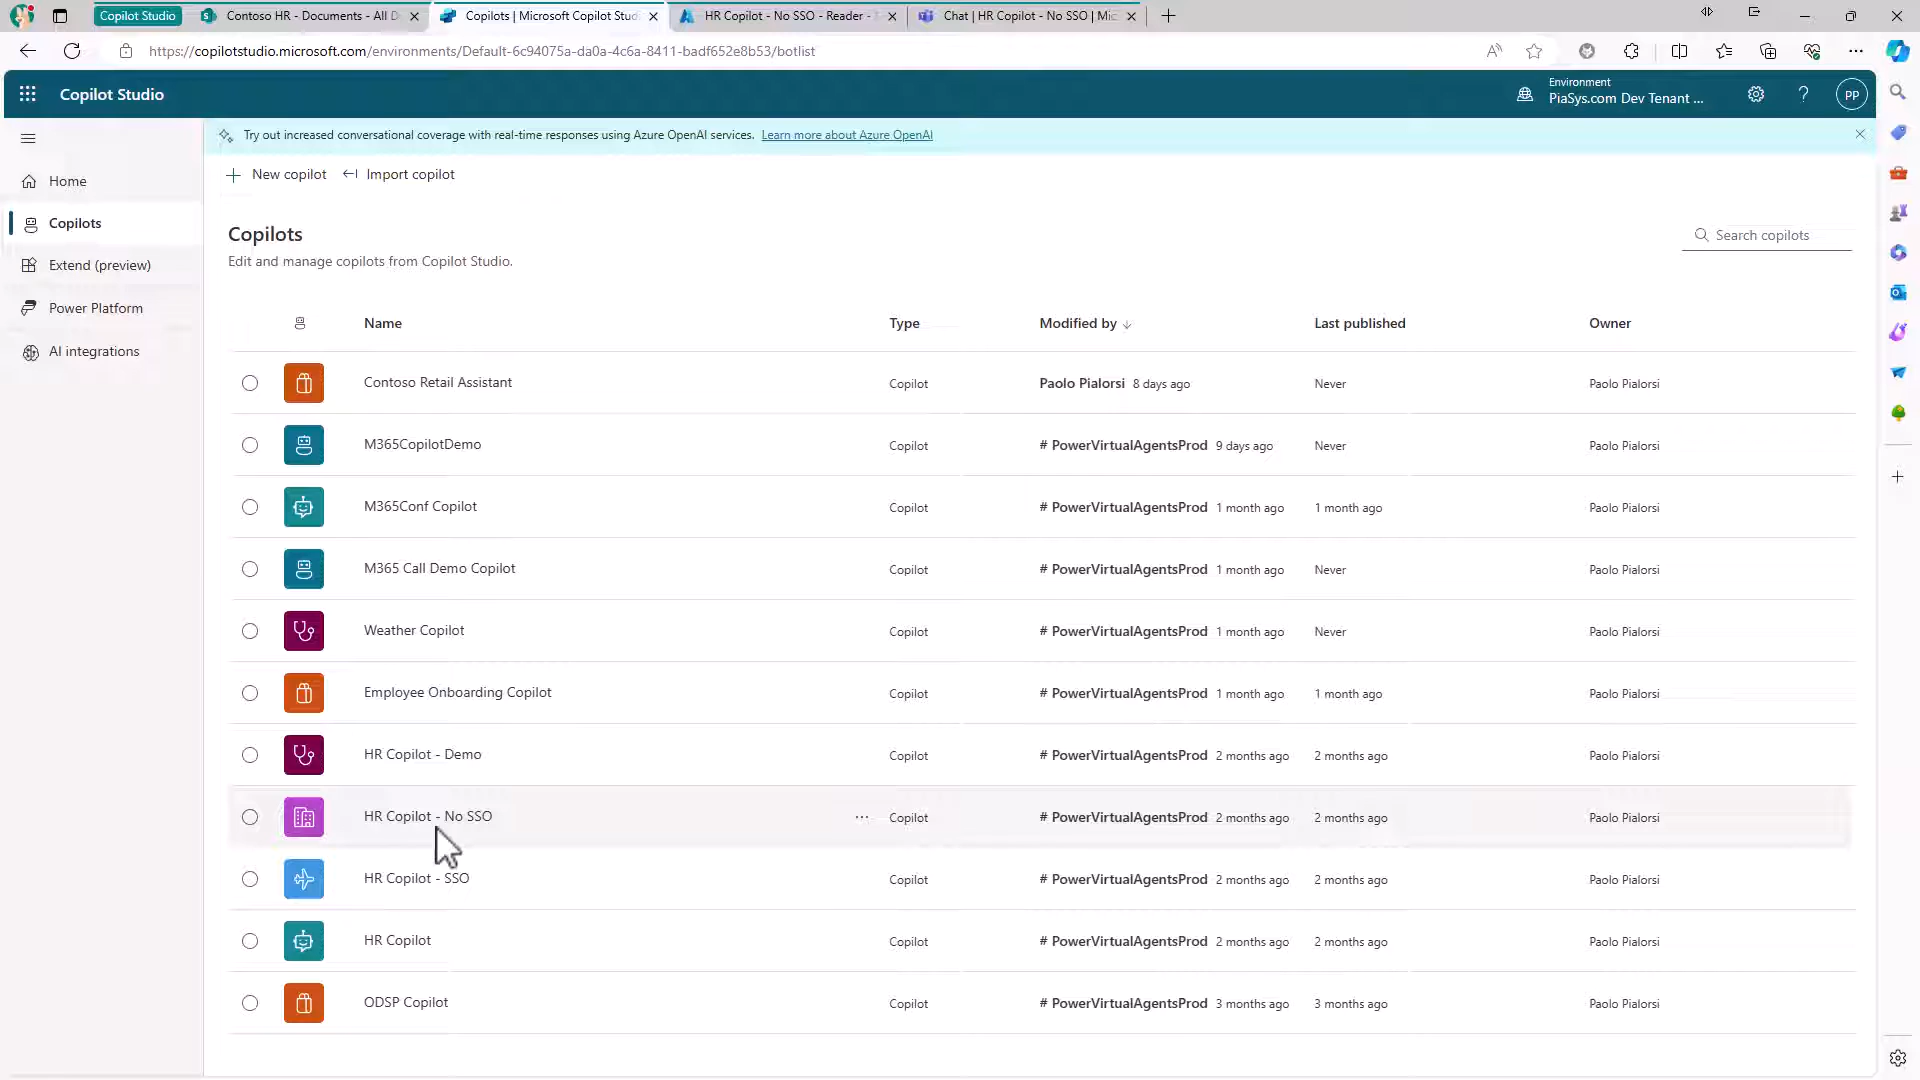 Copilot Studio
Contoso HR - Documents - All D
Copilots | Microsoft Copilot Stud
HR Copilot - No SSO - Reader -
Chat | HR Copilot - No SSO | Mic
https://copilotstudio.microsoft.com/environments/Default-6c94075a-da0a-4c6a-8411-badf652e8b53/botlist
Copilot Studio
Environment
PiaSys.com Dev Tenant ...
?
PP
Try out increased conversational coverage with real-time responses using Azure OpenAI services. Learn more about Azure OpenAI
Home
Copilots
Extend (preview)
Power Platform
AI integrations
New copilot
Import copilot
Copilots
Edit and manage copilots from Copilot Studio.
Search copilots
Name Type Modified by Last published Owner
Contoso Retail Assistant Copilot Paolo Pialorsi 8 days ago Never Paolo Pialorsi
M365CopilotDemo Copilot # PowerVirtualAgentsProd 9 days ago Never Paolo Pialorsi
M365Conf Copilot Copilot # PowerVirtualAgentsProd 1 month ago 1 month ago Paolo Pialorsi
M365 Call Demo Copilot Copilot # PowerVirtualAgentsProd 1 month ago Never Paolo Pialorsi
Weather Copilot Copilot # PowerVirtualAgentsProd 1 month ago Never Paolo Pialorsi
Employee Onboarding Copilot Copilot # PowerVirtualAgentsProd 1 month ago 1 month ago Paolo Pialorsi
HR Copilot - Demo Copilot # PowerVirtualAgentsProd 2 months ago 2 months ago Paolo Pialorsi
HR Copilot - No SSO ... Copilot # PowerVirtualAgentsProd 2 months ago 2 months ago Paolo Pialorsi
HR Copilot - SSO Copilot # PowerVirtualAgentsProd 2 months ago 2 months ago Paolo Pialorsi
HR Copilot Copilot # PowerVirtualAgentsProd 2 months ago 2 months ago Paolo Pialorsi
ODSP Copilot Copilot # PowerVirtualAgentsProd 3 months ago 3 months ago Paolo Pialorsi